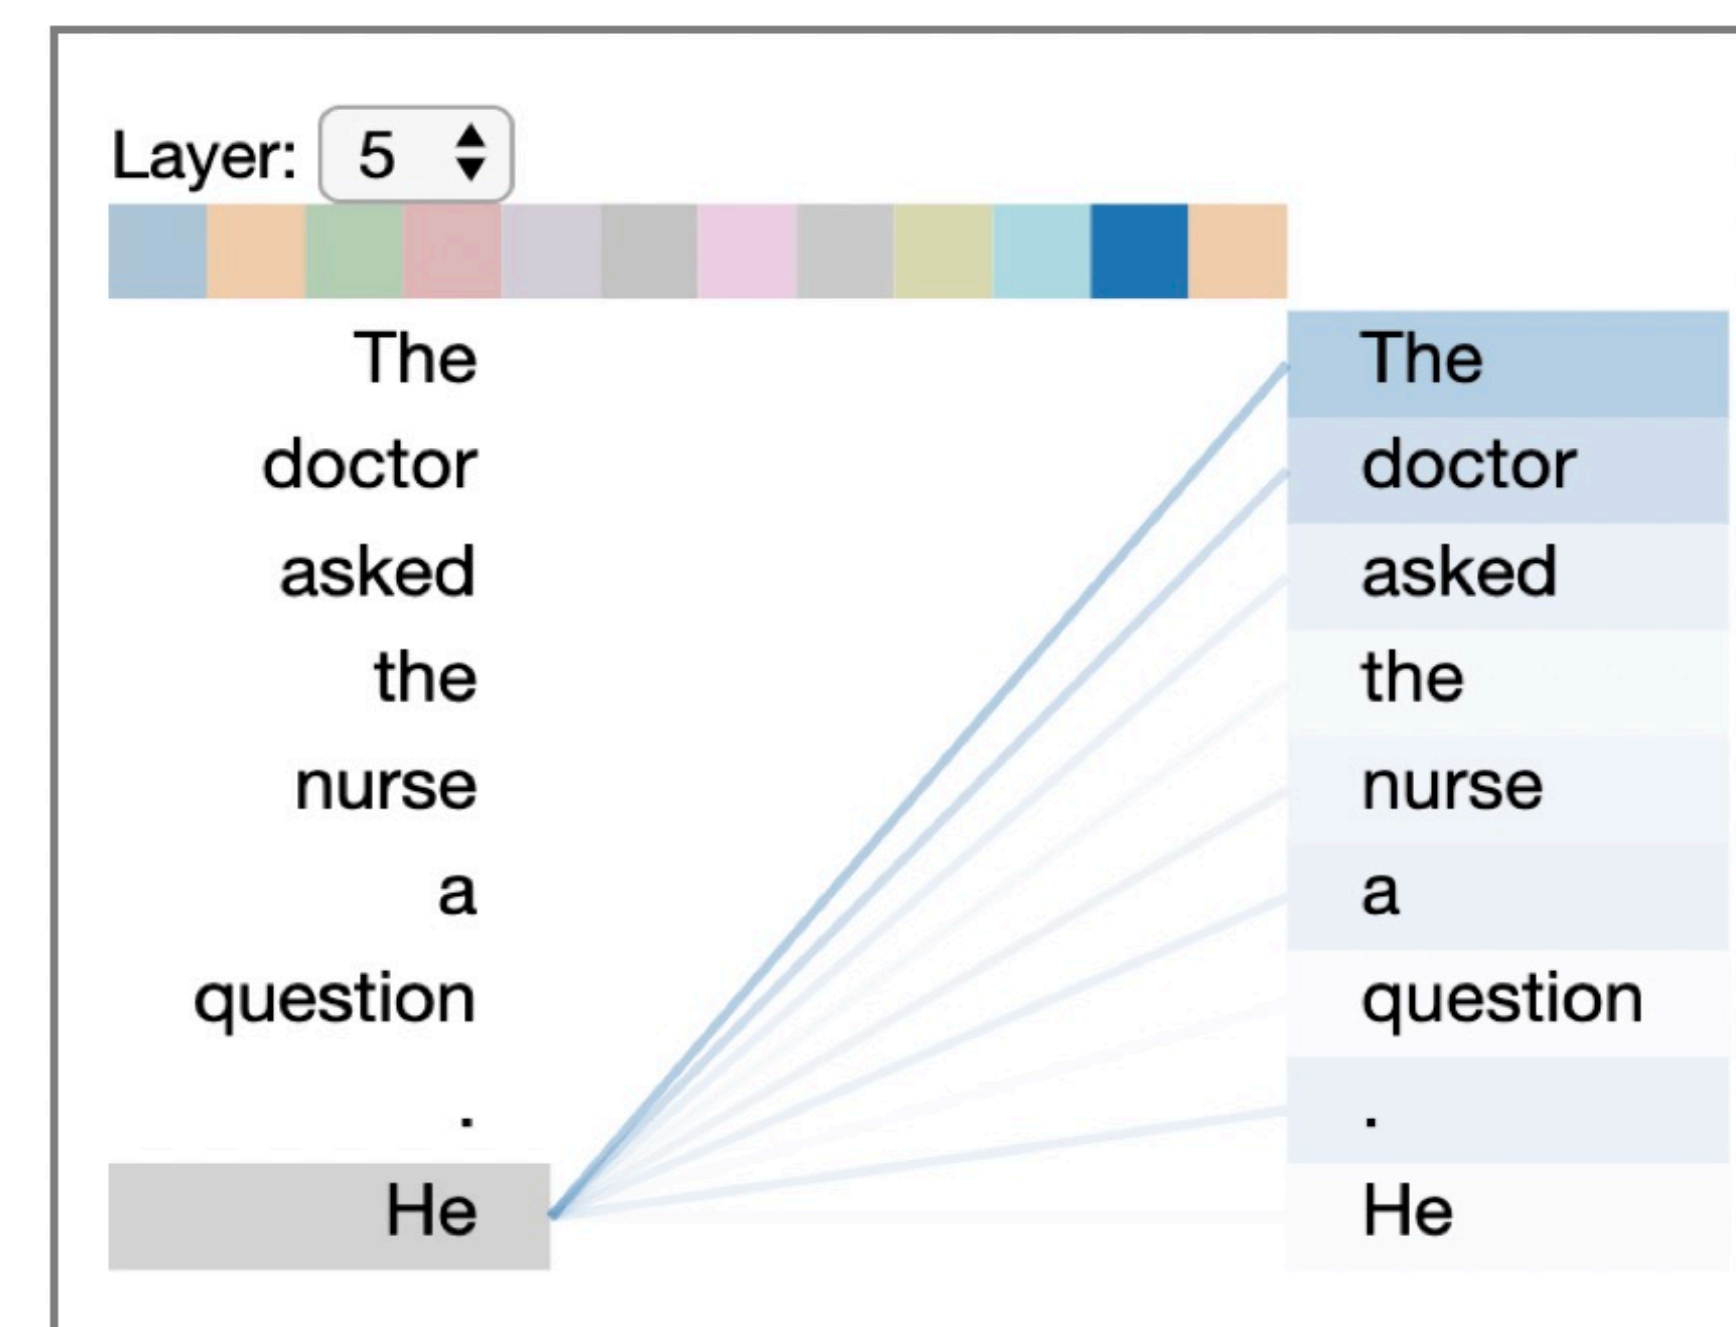 Layer: 5
The The
doctor doctor
asked asked
the the
nurse nurse
a a
question question
. .
He He